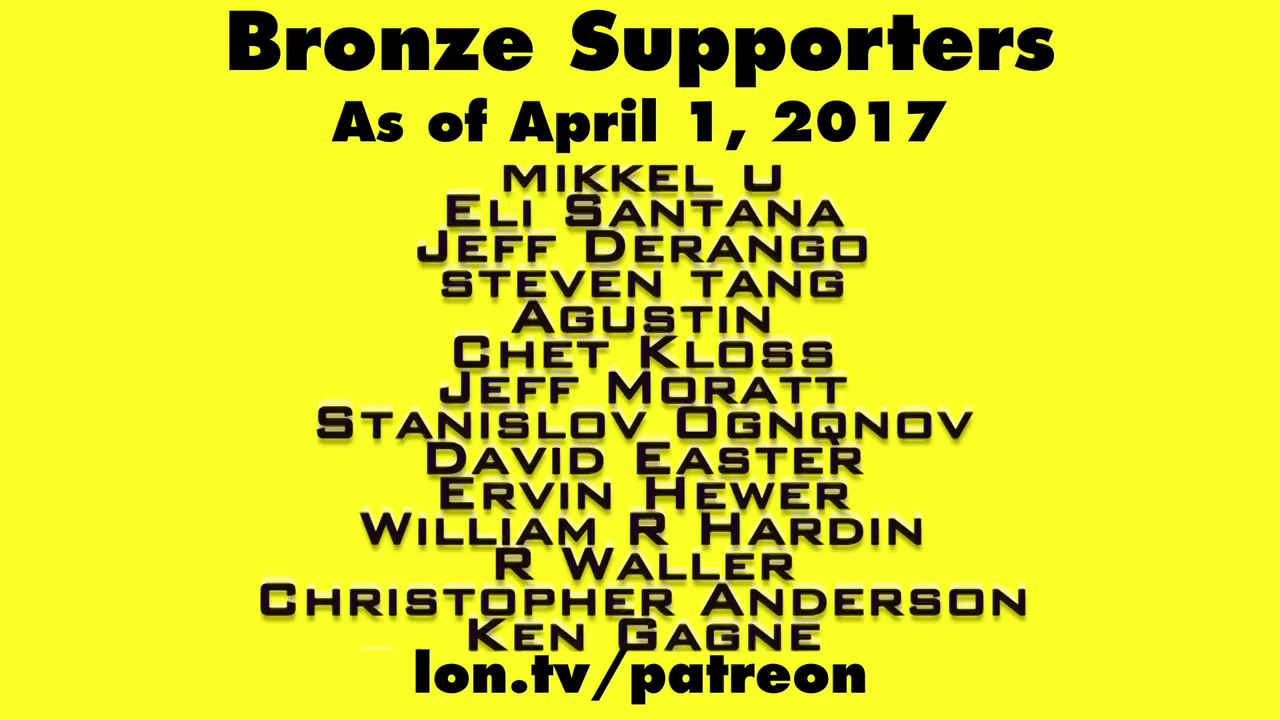 Bronze Supporters
As of April 1, 2017
MIKKEL U
ELI SANTANA
JEFF DERANGO
STEVEN TANG
AGUSTIN
CHET KLOSS
JEFF MORATT
STANISLOV OGNQNOV
DAVID EASTER
ERVIN HEWER
WILLIAM R HARDIN
R WALLER
CHRISTOPHER ANDERSON
KEN GAGNE
lon.tv/patreon